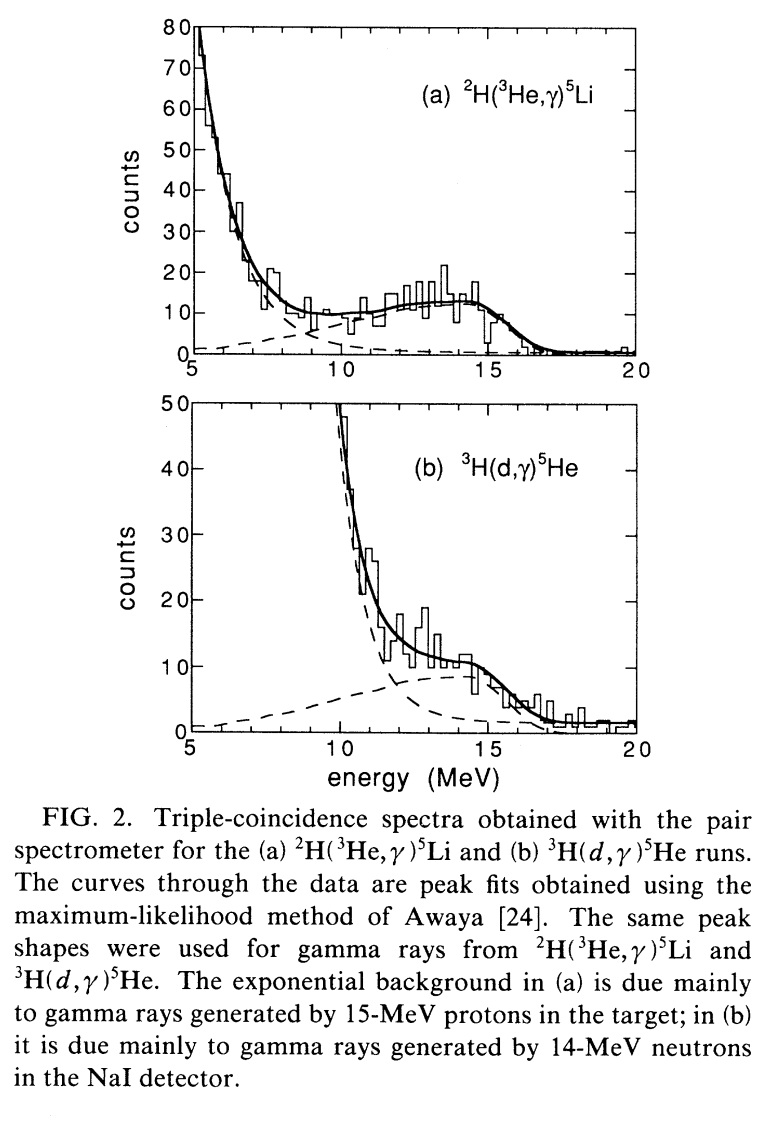 80
70
60
50
40
30
20
10
0
counts
(a) ²H(³He,γ)⁵Li
5 10 15 20
50
40
30
20
10
0
counts
(b) ³H(d,γ)⁵He
5 10 15 20
energy (MeV)
FIG. 2. Triple-coincidence spectra obtained with the pair
spectrometer for the (a) ²H(³He,γ)⁵Li and (b) ³H(d,γ)⁵He runs.
The curves through the data are peak fits obtained using the
maximum-likelihood method of Awaya [24]. The same peak
shapes were used for gamma rays from ²H(³He,γ)⁵Li and
³H(d,γ)⁵He. The exponential background in (a) is due mainly
to gamma rays generated by 15-MeV protons in the target; in (b)
it is due mainly to gamma rays generated by 14-MeV neutrons
in the NaI detector.